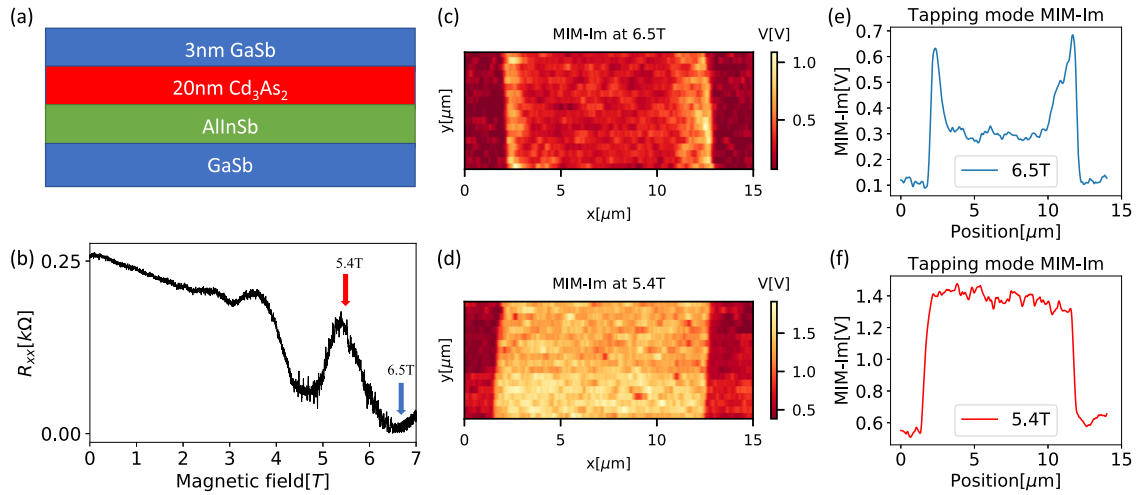 (a)
3nm GaSb
20nm Cd₃As₂
AlInSb
GaSb
(b)
0.25
0.00
Rₓₓ[kΩ]
5.4T
6.5T
0 1 2 3 4 5 6 7
Magnetic field[T]
(c)
MIM-Im at 6.5T
V[V]
1.0
0.5
y[μm]
0 5 10 15
x[μm]
(d)
MIM-Im at 5.4T
V[V]
1.5
1.0
0.5
y[μm]
0 5 10 15
x[μm]
(e)
Tapping mode MIM-Im
0.7
0.6
0.5
0.4
0.3
0.2
0.1
MIM-Im[V]
6.5T
0 5 10 15
Position[μm]
(f)
Tapping mode MIM-Im
1.4
1.2
1.0
0.8
0.6
MIM-Im[V]
5.4T
0 5 10 15
Position[μm]